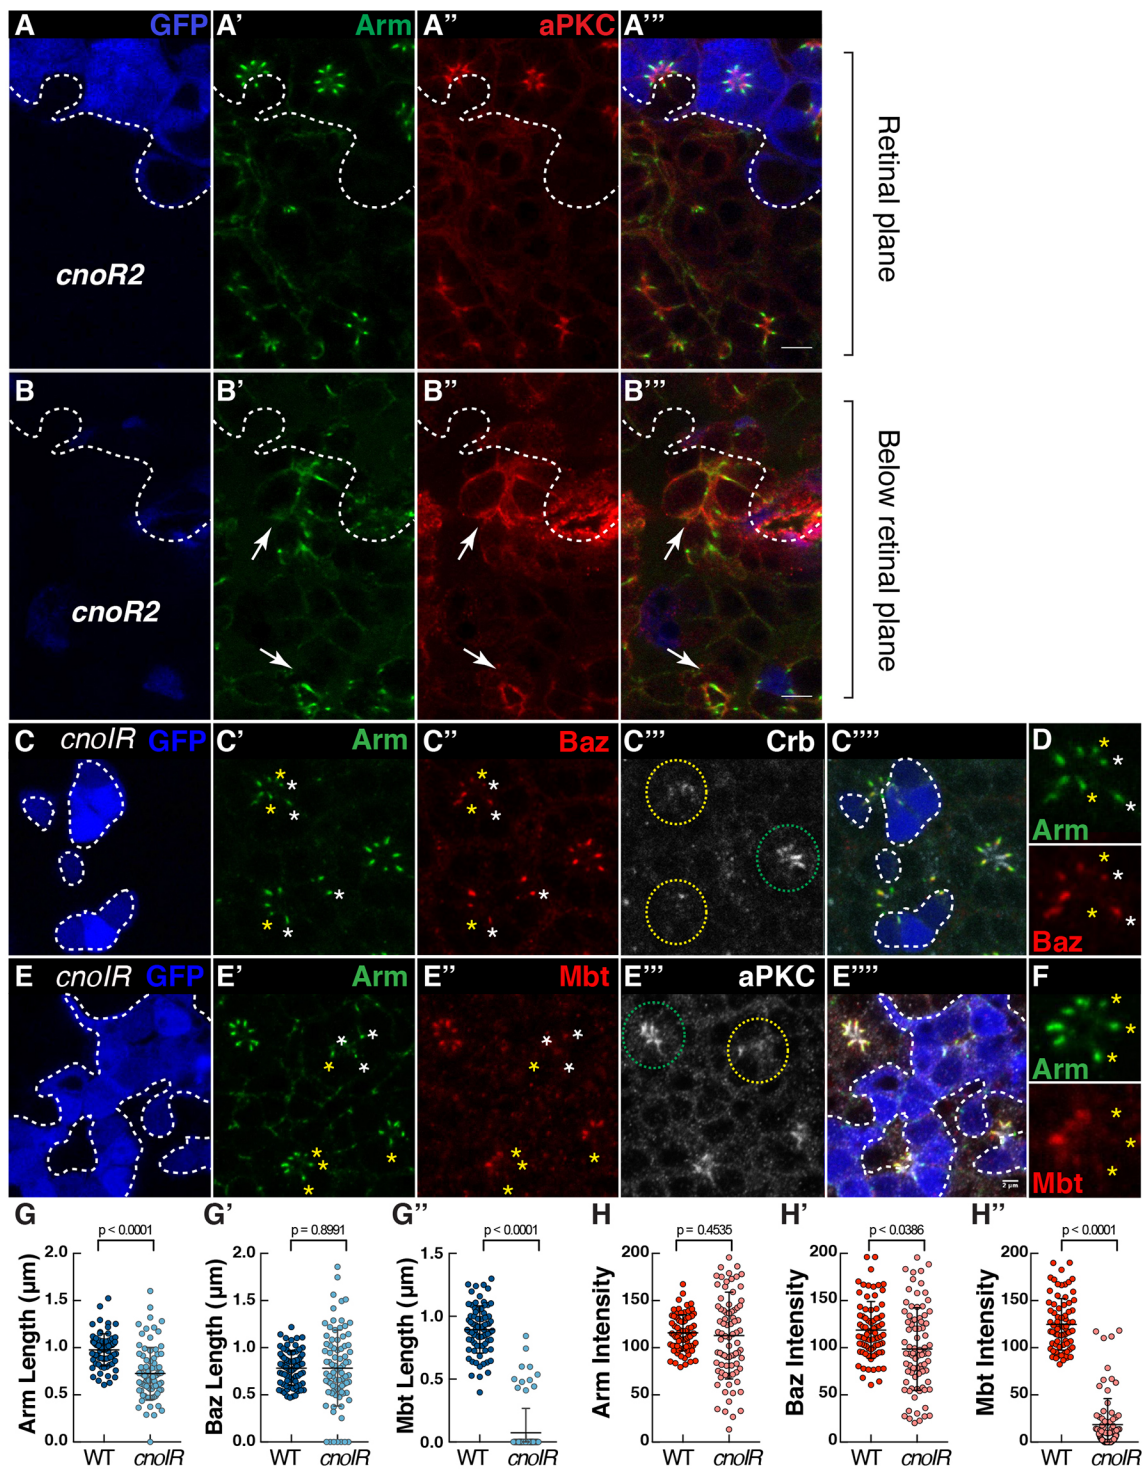 A GFP A' Arm A'' aPKC A'''
cnoR2
Retinal plane
B B' B'' B'''
cnoR2
Below retinal plane
C cnoIR GFP C' Arm C'' Baz C''' Crb C'''' D
* * * * * * * * * * * * * * * *
Arm
* * * *
Baz
E cnoIR GFP E' Arm E'' Mbt E''' aPKC E'''' F
* * * * * * * * * * * * * * * * * * *
Arm
* * *
Mbt
2 µm
G G' G'' H H' H''
p < 0.0001 p = 0.8991 p < 0.0001 p = 0.4535 p < 0.0386 p < 0.0001
Arm Length (µm)
2.0
1.5
1.0
0.5
0.0
WT cnoIR
Baz Length (µm)
2.0
1.5
1.0
0.5
0.0
WT cnoIR
Mbt Length (µm)
1.5
1.0
0.5
0.0
WT cnoIR
Arm Intensity
200
150
100
50
0
WT cnoIR
Baz Intensity
200
150
100
50
0
WT cnoIR
Mbt Intensity
200
150
100
50
0
WT cnoIR